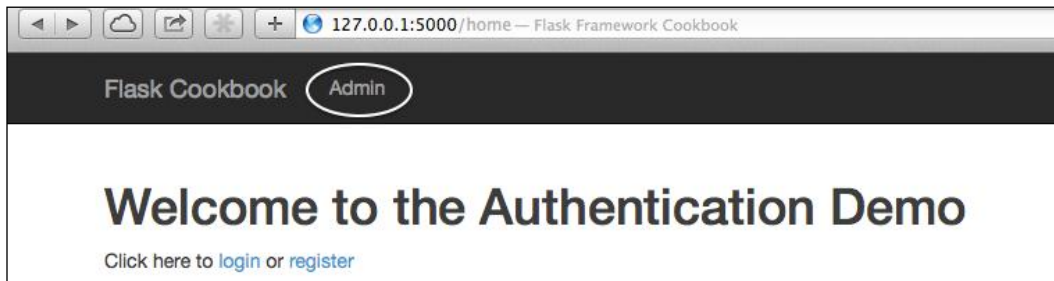 127.0.0.1:5000/home — Flask Framework Cookbook
Flask Cookbook Admin
Welcome to the Authentication Demo
Click here to login or register